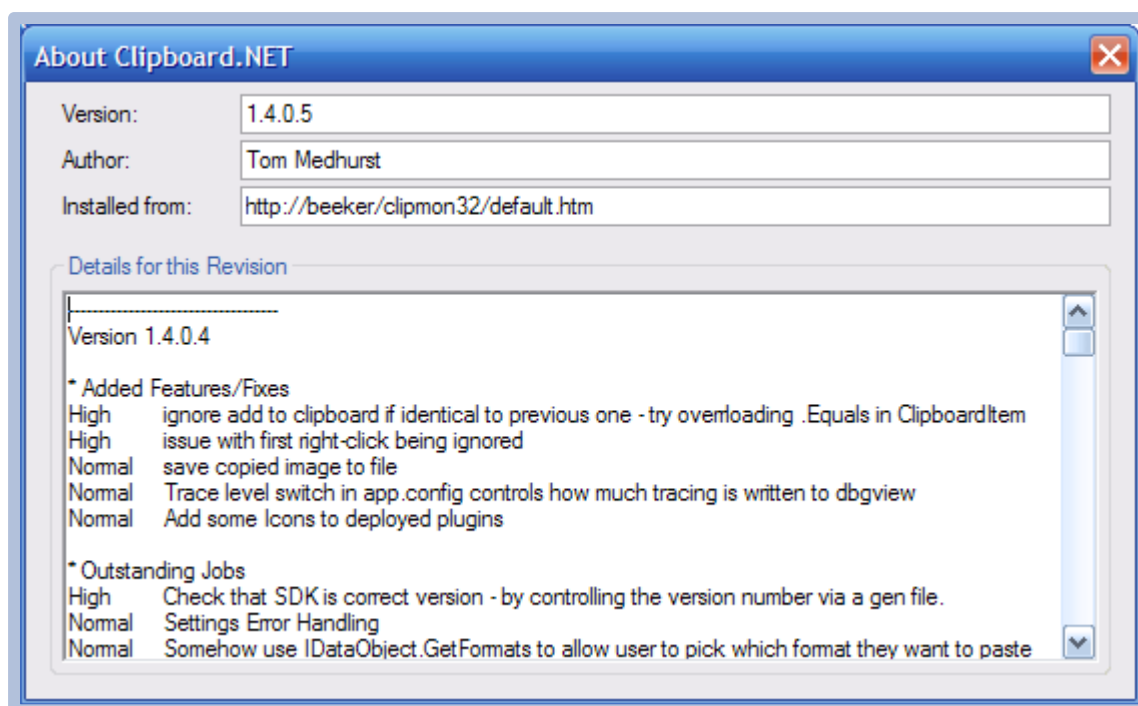 About Clipboard.NET
Version: 1.4.0.5
Author: Tom Medhurst
Installed from: http://beeker/clipmon32/default.htm
Details for this Revision
-----------------------------------
Version 1.4.0.4
* Added Features/Fixes
High ignore add to clipboard if identical to previous one - try overloading .Equals in ClipboardItem
High issue with first right-click being ignored
Normal save copied image to file
Normal Trace level switch in app.config controls how much tracing is written to dbgview
Normal Add some Icons to deployed plugins
* Outstanding Jobs
High Check that SDK is correct version - by controlling the version number via a gen file.
Normal Settings Error Handling
Normal Somehow use IDataObject.GetFormats to allow user to pick which format they want to paste